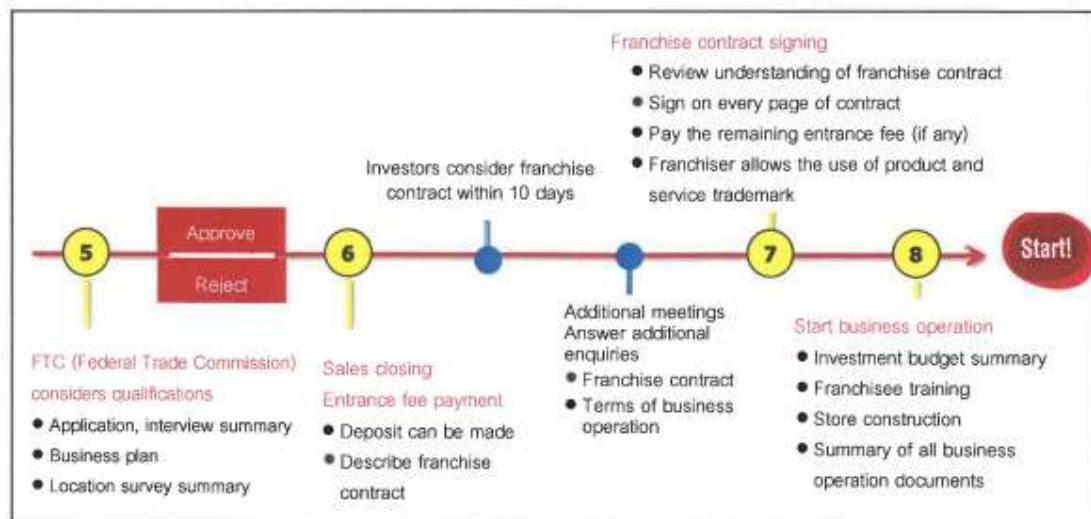 Franchise contract signing
● Review understanding of franchise contract
● Sign on every page of contract
● Pay the remaining entrance fee (if any)
● Franchiser allows the use of product and
service trademark
Investors consider franchise
contract within 10 days
5
Approve
Reject
6
7
8
Start!
FTC (Federal Trade Commission)
considers qualifications
● Application, interview summary
● Business plan
● Location survey summary
Sales closing
Entrance fee payment
● Deposit can be made
● Describe franchise
contract
Additional meetings
Answer additional
enquiries
● Franchise contract
● Terms of business
operation
Start business operation
● Investment budget summary
● Franchisee training
● Store construction
● Summary of all business
operation documents